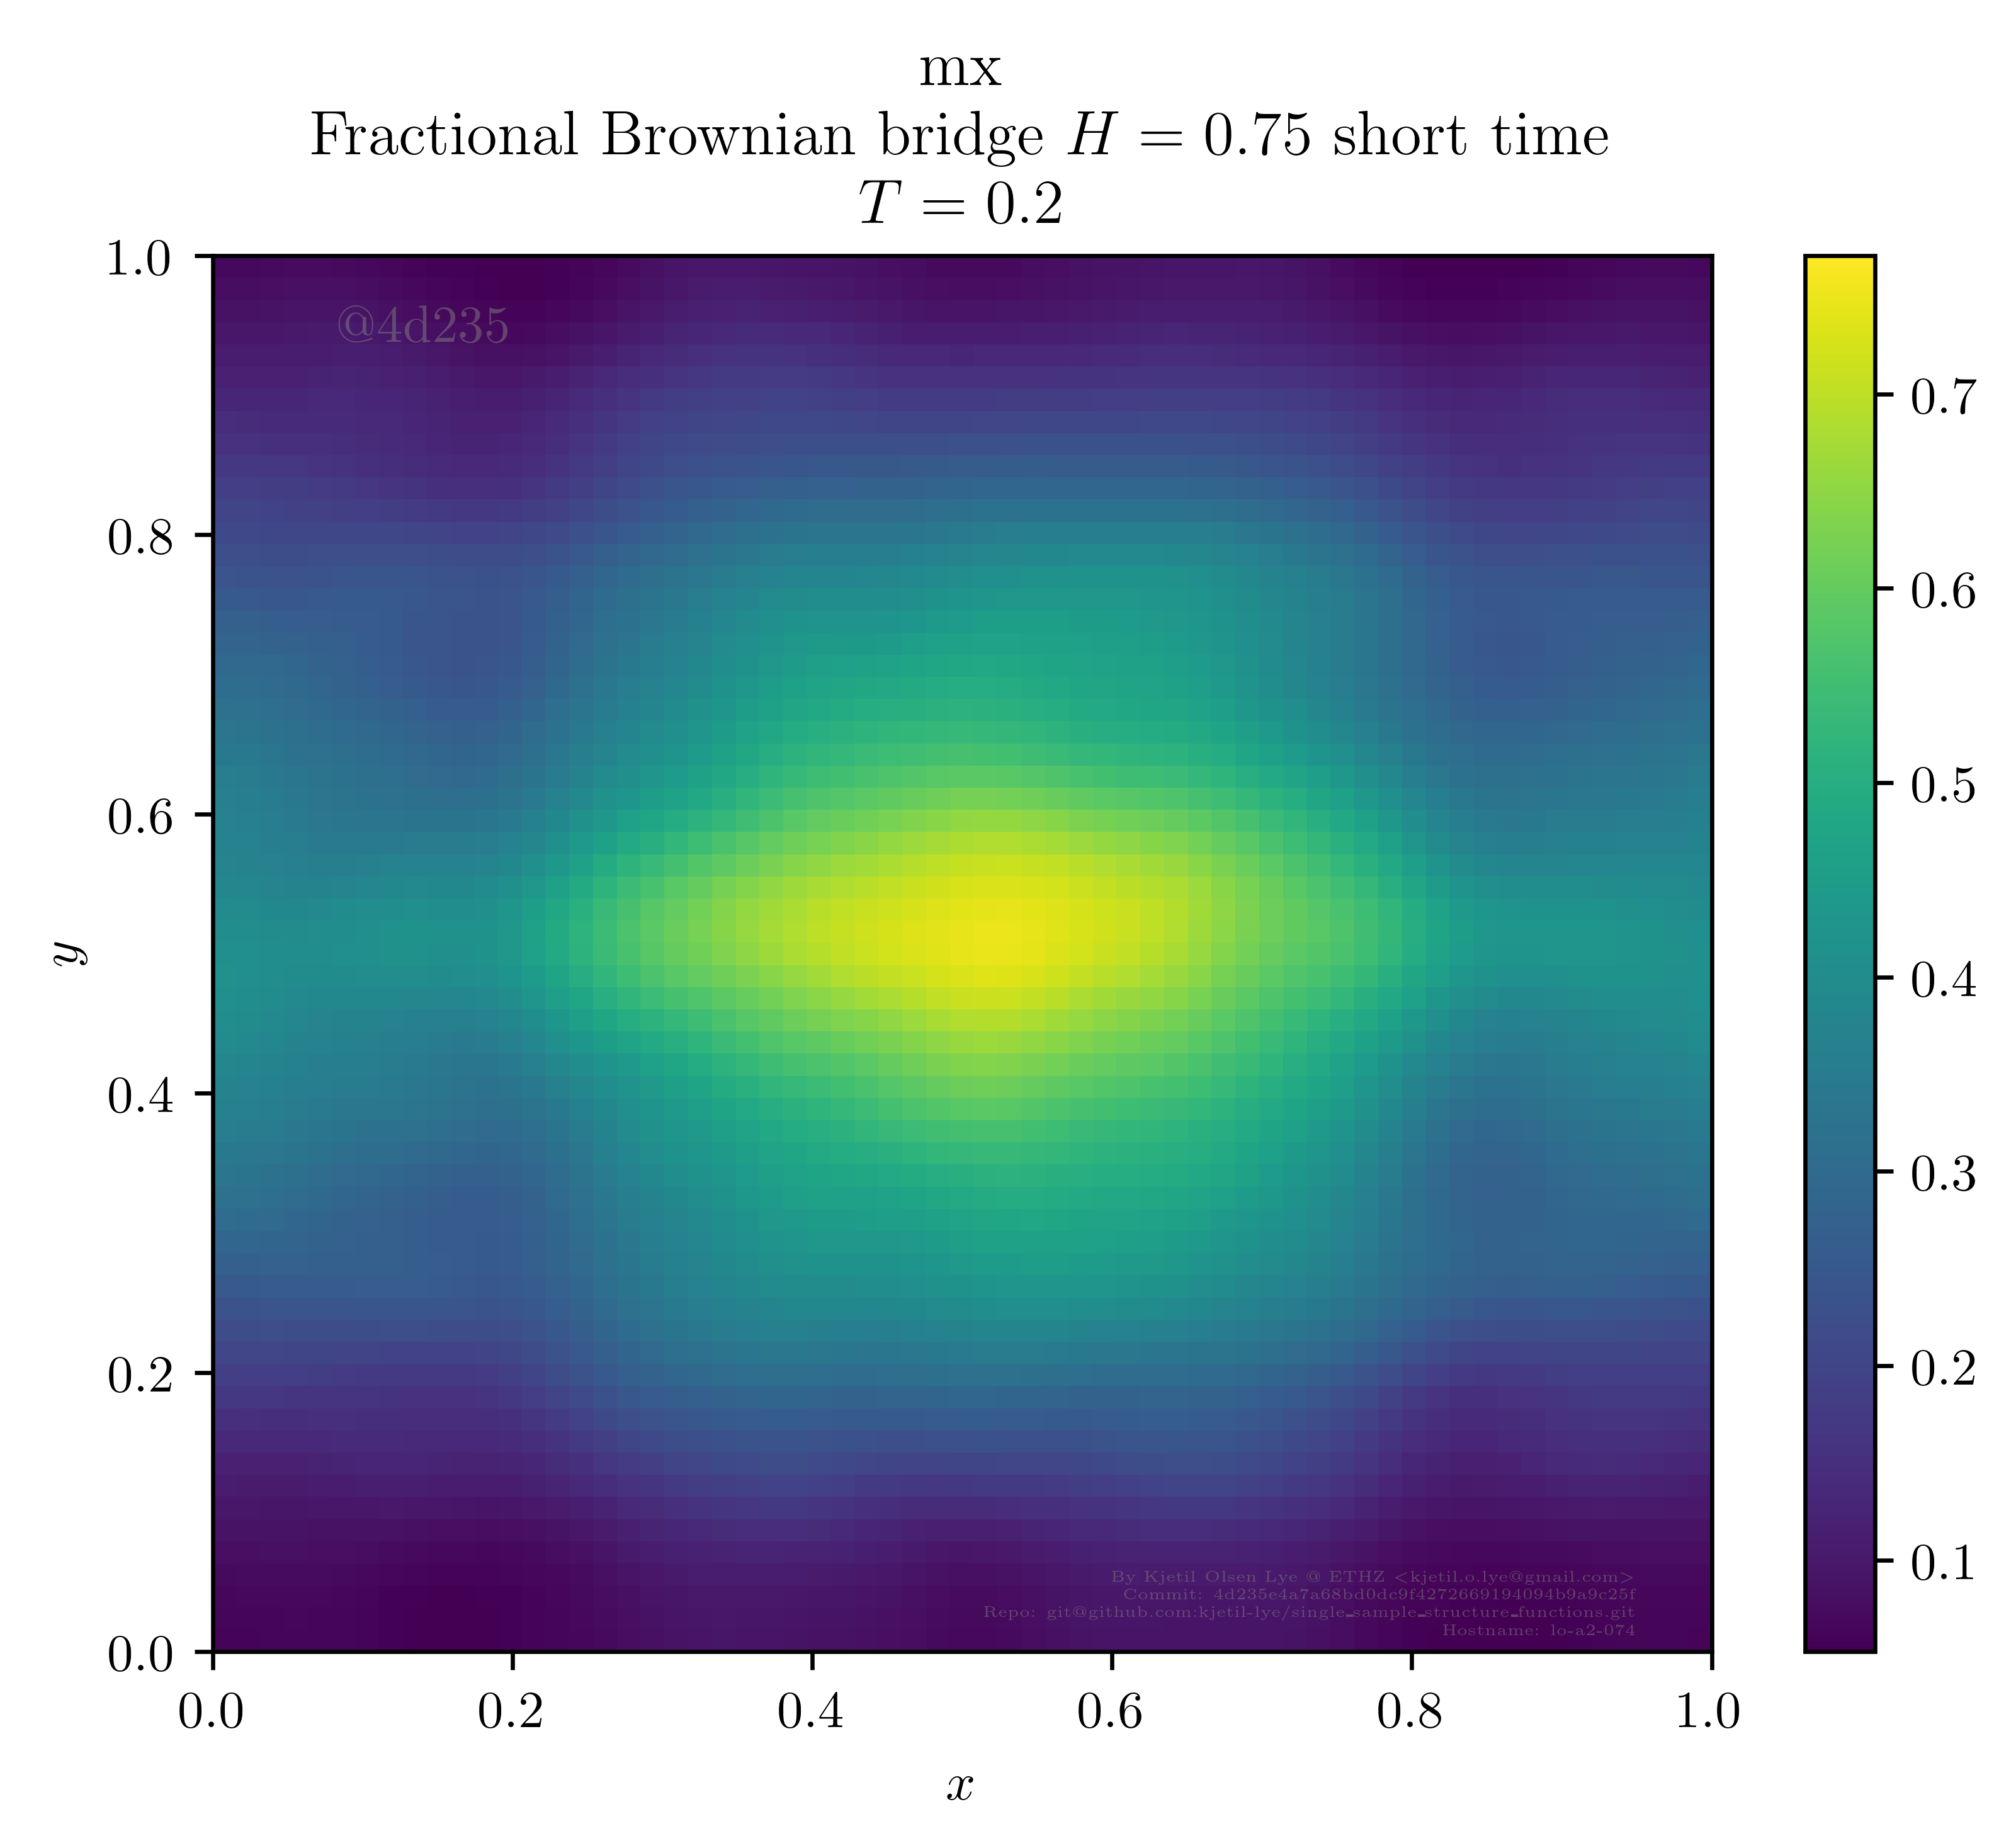 mx
Fractional Brownian bridge H = 0.75 short time
T = 0.2
1.0
0.8
0.6
0.4
0.2
0.0
y
@4d235
By Kjetil Olsen Lye @ ETHZ <kjetil.o.lye@gmail.com>
Commit: 4d235e4a7a68bd0dc9f4272669194094b9a9c25f
Repo: git@github.com:kjetil-lye/single_sample_structure_functions.git
Hostname: lo-a2-074
0.0 0.2 0.4 0.6 0.8 1.0
x
0.7
0.6
0.5
0.4
0.3
0.2
0.1